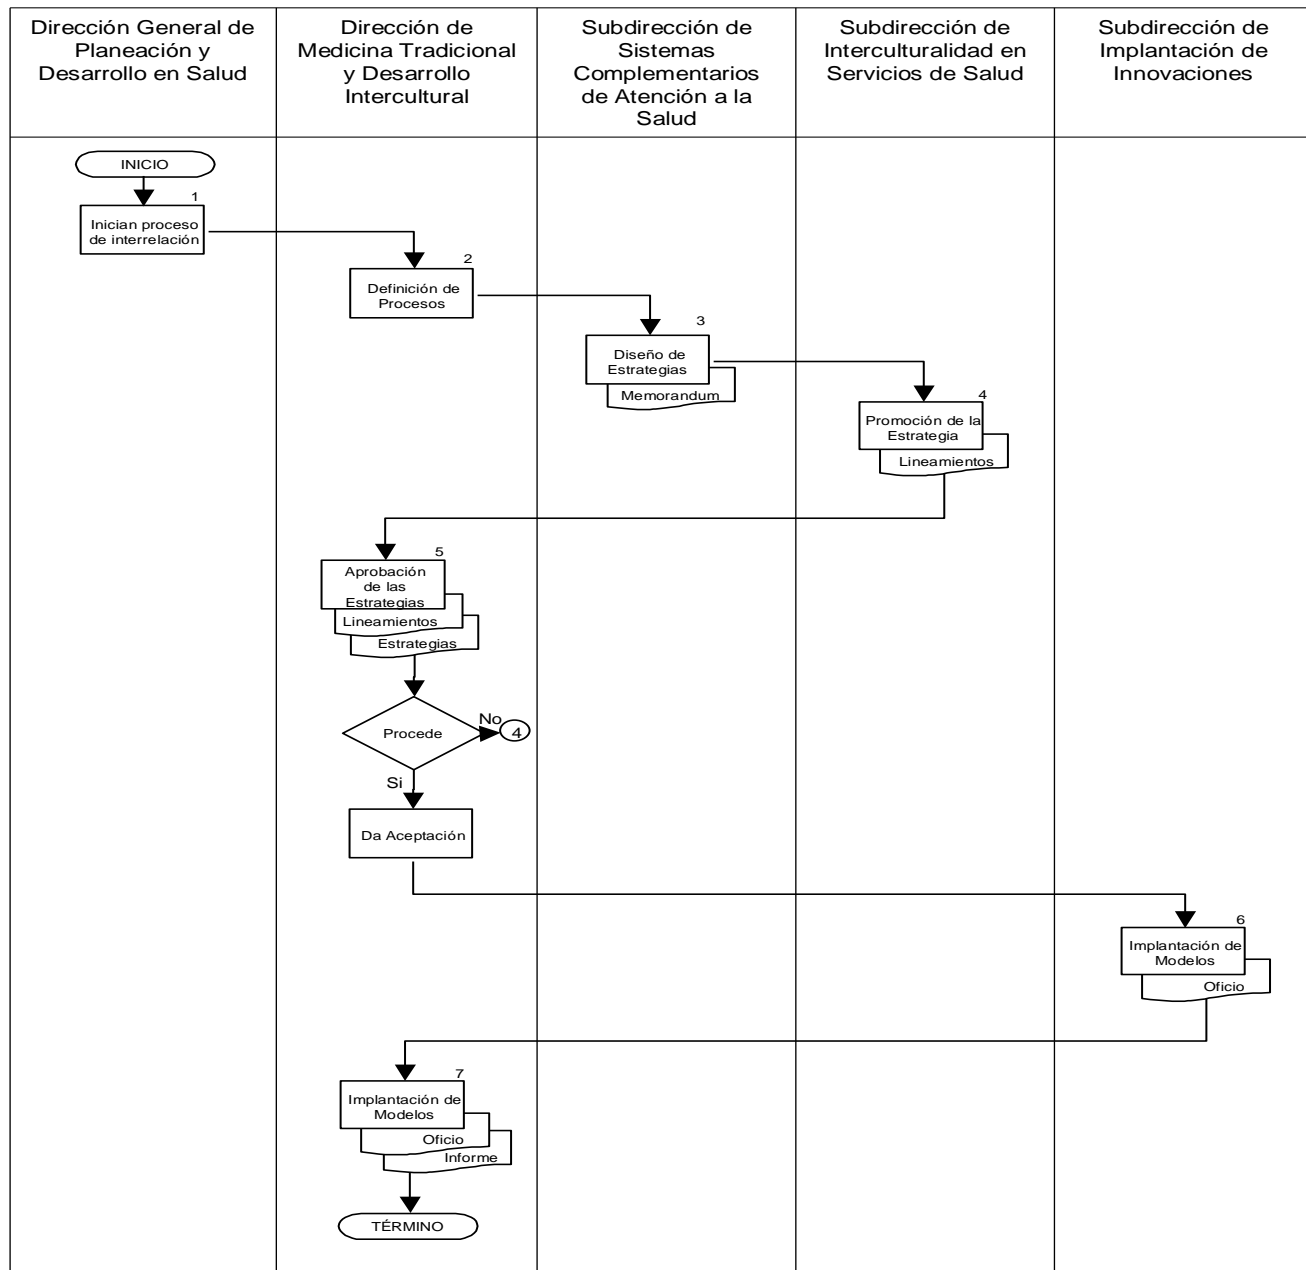 Dirección General de
Planeación y
Desarrollo en Salud
Dirección de
Medicina Tradicional
y Desarrollo
Intercultural
Subdirección de
Sistemas
Complementarios
de Atención a la
Salud
Subdirección de
Interculturalidad en
Servicios de Salud
Subdirección de
Implantación de
Innovaciones
INICIO
1
Inician proceso
de interrelación
2
Definición de
Procesos
3
Diseño de
Estrategias
Memorandum
4
Promoción de la
Estrategia
Lineamientos
5
Aprobación
de las
Estrategias
Lineamientos
Estrategias
Procede
No
4
Si
Da Aceptación
6
Implantación de
Modelos
Oficio
7
Implantación de
Modelos
Oficio
Informe
TÉRMINO